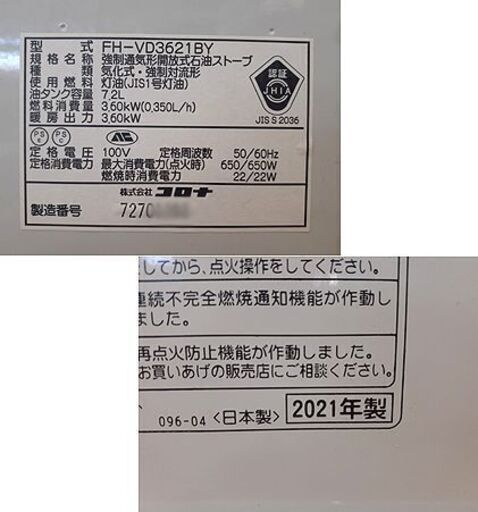 型 式 FH-VD3621BY
規格名称 強制通気形開放式石油ストーブ
種 類 気化式・強制対流形
使用燃料 灯油(JIS1号灯油)
油タンク容量 7.2L
燃料消費量 3.60kW(0.350L/h)
暖房出力 3.60kW
認証
JHIA
JIS S 2036
PS E PS C
定格電圧 100V 定格周波数 50/60Hz
定格消費電力 最大消費電力(点火時) 650/650W
燃焼時消費電力 22/22W
株式会社 コロナ
製造番号 7270
してから、点火操作をしてください。
連続不完全燃焼通知機能が作動し
ました。
再点火防止機能が作動しました。
お買いあげの販売店にご相談ください。
096-04 <日本製> 2021年製